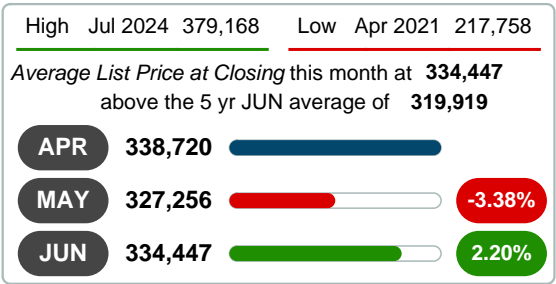 High Jul 2024 379,168 Low Apr 2021 217,758
Average List Price at Closing this month at 334,447
above the 5 yr JUN average of 319,919
APR 338,720
MAY 327,256 -3.38%
JUN 334,447 2.20%